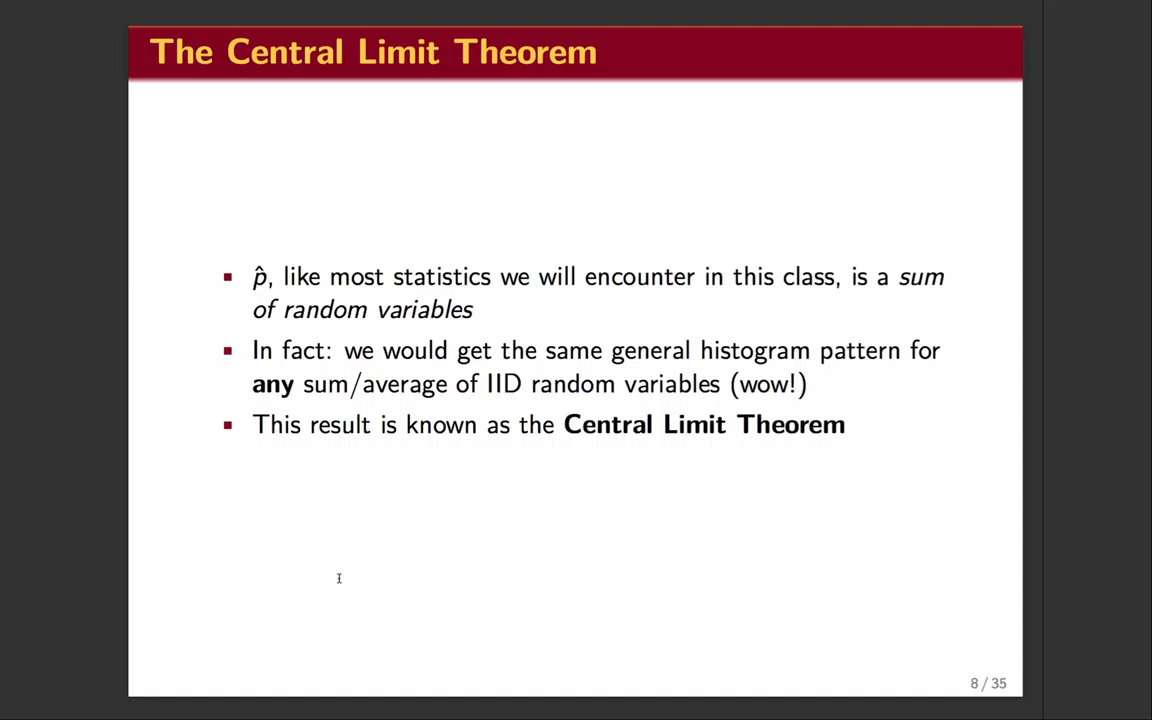 The Central Limit Theorem
▪ p̂, like most statistics we will encounter in this class, is a sum
of random variables
▪ In fact: we would get the same general histogram pattern for
any sum/average of IID random variables (wow!)
▪ This result is known as the Central Limit Theorem
8 / 35